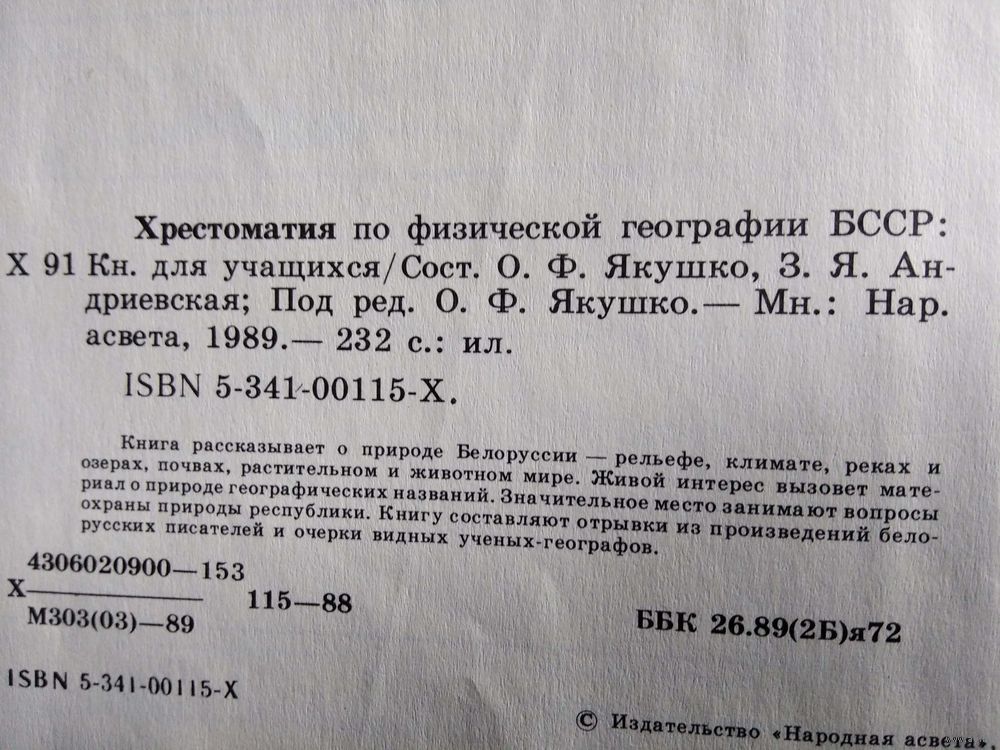 Хрестоматия по физической географии БССР:
Х 91 Кн. для учащихся/Сост. О. Ф. Якушко, З. Я. Ан-
дриевская; Под ред. О. Ф. Якушко.— Мн.: Нар.
асвета, 1989.— 232 с.: ил.
ISBN 5-341-00115-X.
Книга рассказывает о природе Белоруссии — рельефе, климате, реках и
озерах, почвах, растительном и животном мире. Живой интерес вызовет мате-
риал о природе географических названий. Значительное место занимают вопросы
охраны природы республики. Книгу составляют отрывки из произведений бело-
русских писателей и очерки видных ученых-географов.
4306020900—153
Х
115—88
М303(03)—89
ББК 26.89(2Б)я72
ISBN 5-341-00115-X
© Издательство «Народная асвета»,